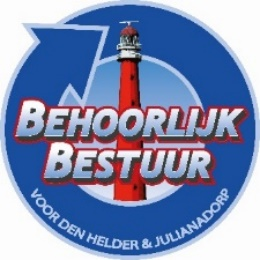 BEHOORLIJK
BESTUUR
VOOR DEN HELDER & JULIANADORP